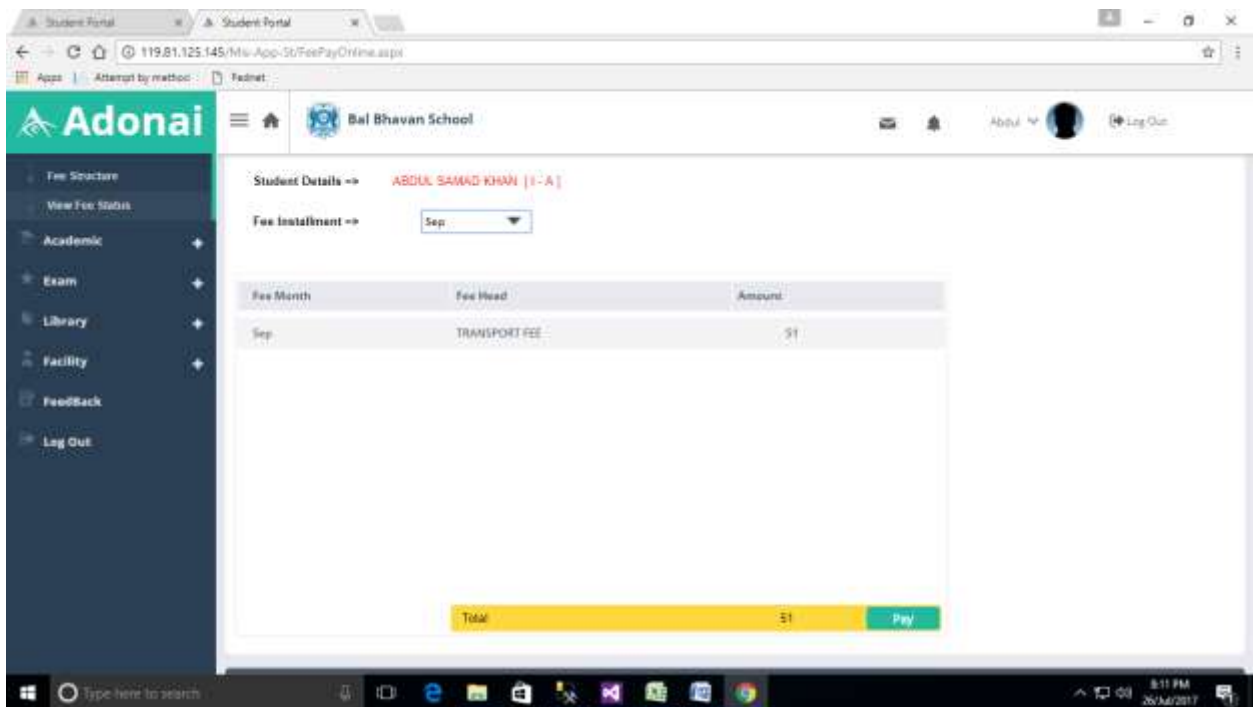 Student Portal
Student Portal
119.81.125.145/Ms-App-St/FeePayOnline.aspx
Apps
Fednet
Adonai
Bal Bhavan School
Abdul
Log Out
Fee Structure
View Fee Status
Academic
Exam
Library
Facility
FeedBack
Log Out
Student Details =>
ABDUL SAMAD KHAN [ I - A ]
Fee Installment =>
Sep
Fee Month Fee Head Amount
Sep TRANSPORT FEE 51
Total 51 Pay
Type here to search
8:11 PM
26/Jul/2017